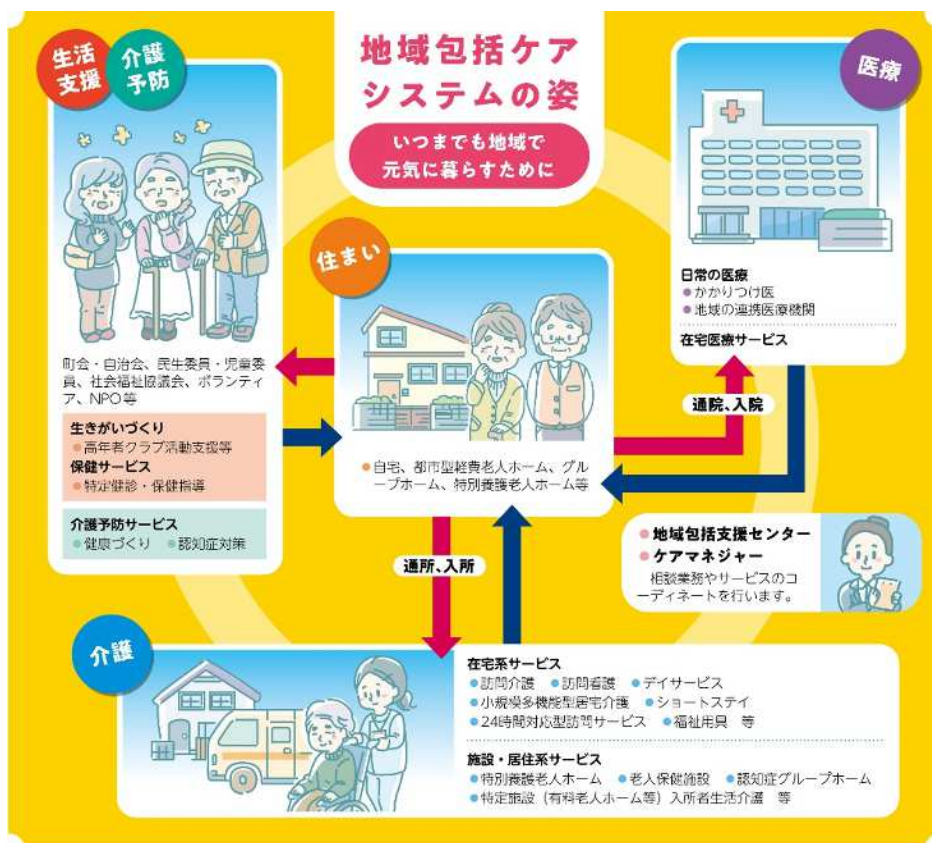 地域包括ケア
システムの姿
いつまでも地域で
元気に暮らすために
生活
支援
介護
予防
町会・自治会、民生委員・児童委
員、社会福祉協議会、ボランティ
ア、NPO等
生きがいづくり
●高年者クラブ活動支援等
保健サービス
●特定健診・保健指導
介護予防サービス
●健康づくり ●認知症対策
住まい
●自宅、都市型軽費老人ホーム、グル
ープホーム、特別養護老人ホーム等
医療
日常の医療
●かかりつけ医
●地域の連携医療機関
在宅医療サービス
通院、入院
通所、入所
●地域包括支援センター
●ケアマネジャー
相談業務やサービスのコ
ーディネートを行います。
介護
在宅系サービス
●訪問介護 ●訪問看護 ●デイサービス
●小規模多機能型居宅介護 ●ショートステイ
●24時間対応型訪問サービス ●福祉用具 等
施設・居住系サービス
●特別養護老人ホーム ●老人保健施設 ●認知症グループホーム
●特定施設（有料老人ホーム等）入所者生活介護 等